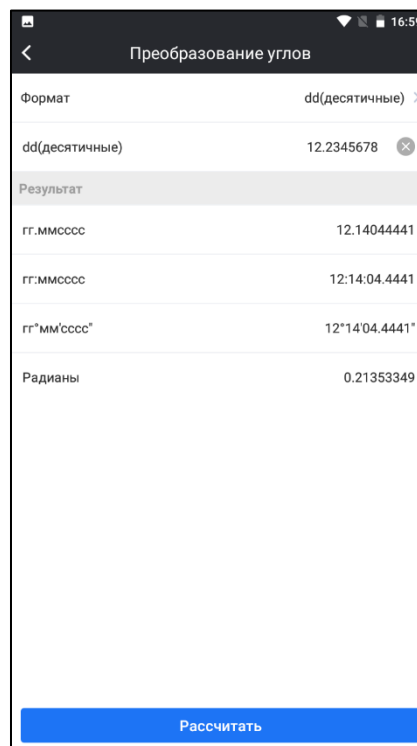 16:59
Преобразование углов
Формат dd(десятичные)
dd(десятичные) 12.2345678
Результат
гг.ммсссс 12.14044441
гг:ммсссс 12:14:04.4441
гг°мм'сссс" 12°14'04.4441"
Радианы 0.21353349
Рассчитать